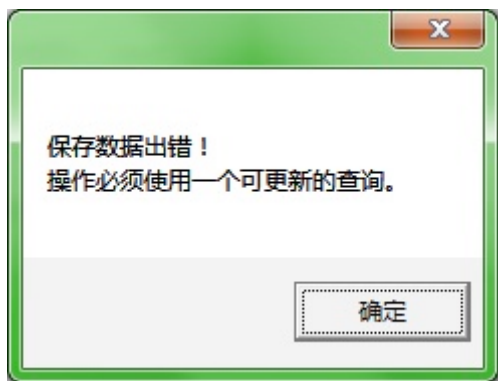 保存数据出错！
操作必须使用一个可更新的查询。
确定